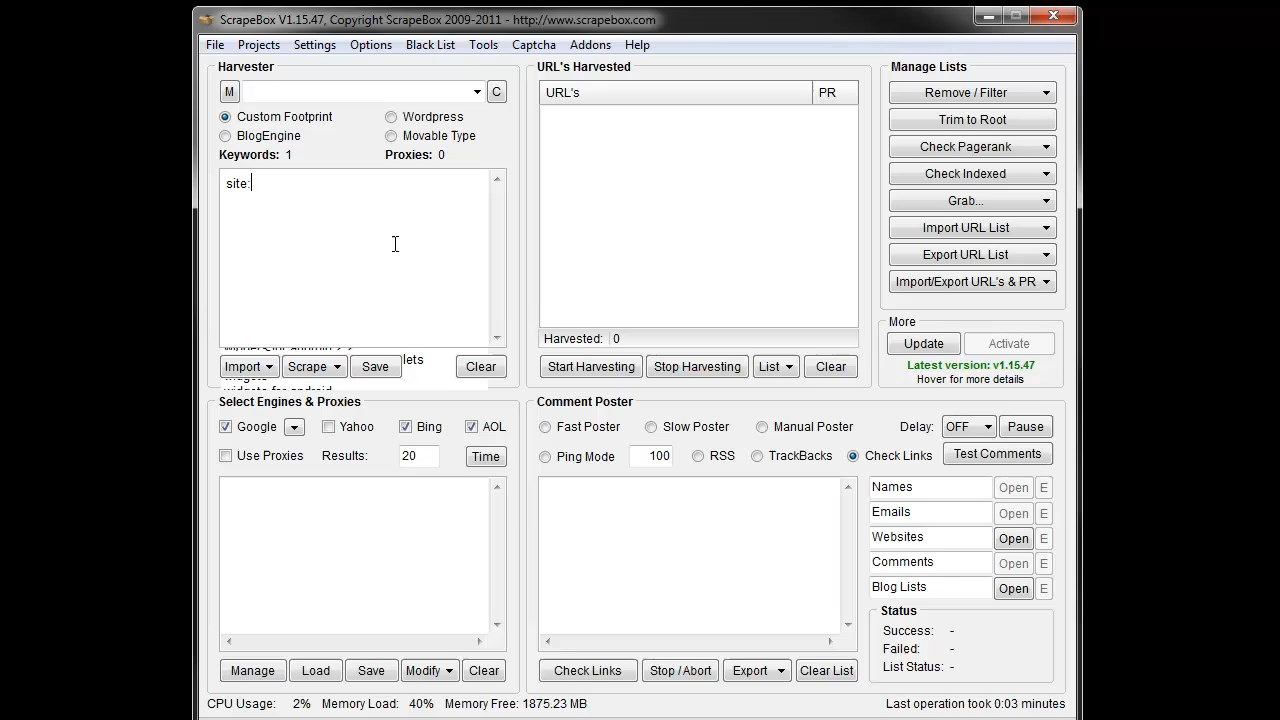 ScrapeBox V1.15.47, Copyright ScrapeBox 2009-2011 - http://www.scrapebox.com
File Projects Settings Options Black List Tools Captcha Addons Help
Harvester
M C
Custom Footprint Wordpress
BlogEngine Movable Type
Keywords: 1 Proxies: 0
site:
lets
widgets for android
Import Scrape Save Clear
URL's Harvested
URL's PR
Harvested: 0
Start Harvesting Stop Harvesting List Clear
Manage Lists
Remove / Filter
Trim to Root
Check Pagerank
Check Indexed
Grab...
Import URL List
Export URL List
Import/Export URL's & PR
More
Update Activate
Latest version: v1.15.47
Hover for more details
Select Engines & Proxies
Google Yahoo Bing AOL
Use Proxies Results: 20 Time
Manage Load Save Modify Clear
Comment Poster
Fast Poster Slow Poster Manual Poster Delay: OFF Pause
Ping Mode 100 RSS TrackBacks Check Links Test Comments
Names Open E
Emails Open E
Websites Open E
Comments Open E
Blog Lists Open E
Status
Success: -
Failed: -
List Status: -
Check Links Stop / Abort Export Clear List
CPU Usage: 2% Memory Load: 40% Memory Free: 1875.23 MB Last operation took 0:03 minutes